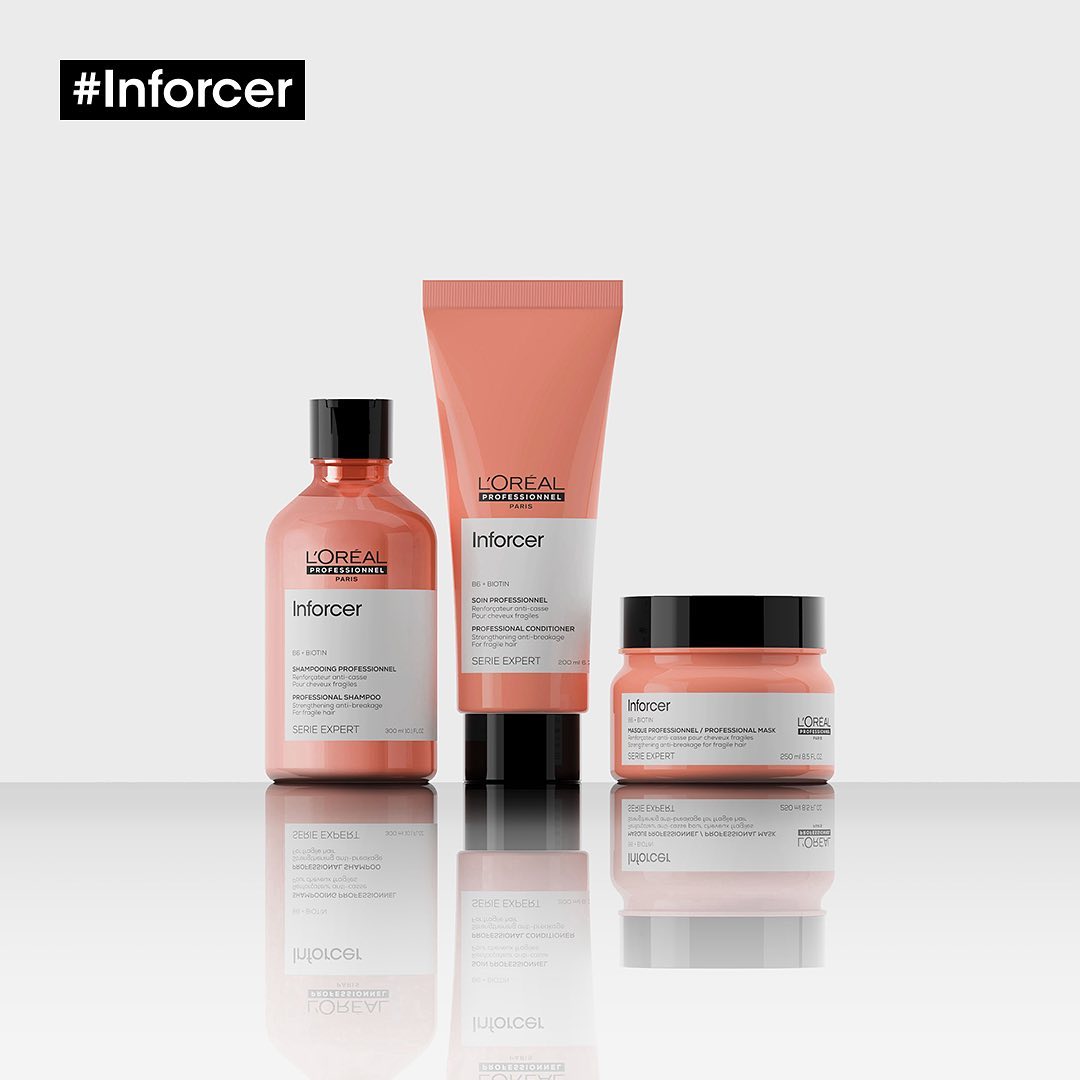 #Inforcer
L'ORÉAL
PROFESSIONNEL
PARIS
Inforcer
B6 + BIOTIN
SHAMPOOING PROFESSIONNEL
Renforçateur anti-casse
Pour cheveux fragiles
PROFESSIONAL SHAMPOO
Strengthening anti-breakage
For fragile hair
SERIE EXPERT
300 ml 10.1 FL.OZ
L'ORÉAL
PROFESSIONNEL
PARIS
Inforcer
B6 + BIOTIN
SOIN PROFESSIONNEL
Renforçateur anti-casse
Pour cheveux fragiles
PROFESSIONAL CONDITIONER
Strengthening anti-breakage
For fragile hair
SERIE EXPERT
200 ml 6.
Inforcer
B6 + BIOTIN
MASQUE PROFESSIONNEL / PROFESSIONAL MASK
Renforçateur anti-casse pour cheveux fragiles
Strengthening anti-breakage for fragile hair
SERIE EXPERT
L'ORÉAL
PROFESSIONNEL
PARIS
250 ml 8.5 FL.OZ